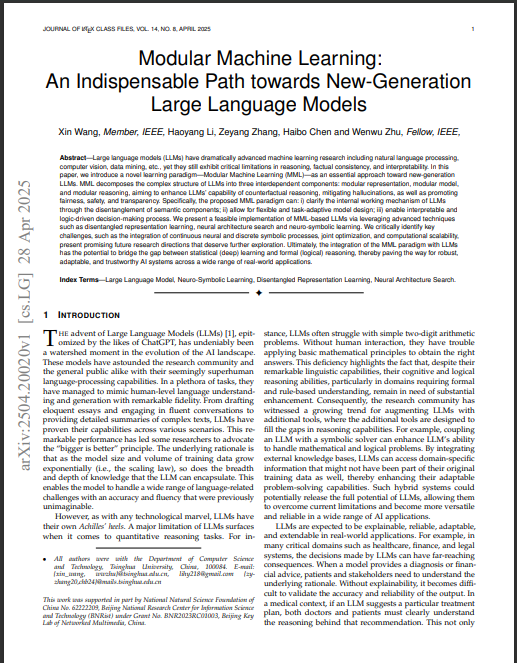 JOURNAL OF LATEX CLASS FILES, VOL. 14, NO. 8, APRIL 2025 1
Modular Machine Learning:
An Indispensable Path towards New-Generation
Large Language Models
Xin Wang, Member, IEEE, Haoyang Li, Zeyang Zhang, Haibo Chen and Wenwu Zhu, Fellow, IEEE,
Abstract—Large language models (LLMs) have dramatically advanced machine learning research including natural language processing,
computer vision, data mining, etc., yet they still exhibit critical limitations in reasoning, factual consistency, and interpretability. In this
paper, we introduce a novel learning paradigm—Modular Machine Learning (MML)—as an essential approach toward new-generation
LLMs. MML decomposes the complex structure of LLMs into three interdependent components: modular representation, modular model,
and modular reasoning, aiming to enhance LLMs' capability of counterfactual reasoning, mitigating hallucinations, as well as promoting
fairness, safety, and transparency. Specifically, the proposed MML paradigm can: i) clarify the internal working mechanism of LLMs
through the disentanglement of semantic components; ii) allow for flexible and task-adaptive model design; iii) enable interpretable and
logic-driven decision-making process. We present a feasible implementation of MML-based LLMs via leveraging advanced techniques
such as disentangled representation learning, neural architecture search and neuro-symbolic learning. We critically identify key
challenges, such as the integration of continuous neural and discrete symbolic processes, joint optimization, and computational scalability,
present promising future research directions that deserve further exploration. Ultimately, the integration of the MML paradigm with LLMs
has the potential to bridge the gap between statistical (deep) learning and formal (logical) reasoning, thereby paving the way for robust,
adaptable, and trustworthy AI systems across a wide range of real-world applications.
Index Terms—Large Language Model, Neuro-Symbolic Learning, Disentangled Representation Learning, Neural Architecture Search.
arXiv:2504.20020v1 [cs.LG] 28 Apr 2025
1 INTRODUCTION
THE advent of Large Language Models (LLMs) [1], epit-
omized by the likes of ChatGPT, has undeniably been
a watershed moment in the evolution of the AI landscape.
These models have astounded the research community and
the general public alike with their seemingly superhuman
language-processing capabilities. In a plethora of tasks, they
have managed to mimic human-level language understand-
ing and generation with remarkable fidelity. From drafting
eloquent essays and engaging in fluent conversations to
providing detailed summaries of complex texts, LLMs have
proven their capabilities across various scenarios. This re-
markable performance has led some researchers to advocate
the "bigger is better" principle. The underlying rationale is
that as the model size and volume of training data grow
exponentially (i.e., the scaling law), so does the breadth
and depth of knowledge that the LLM can encapsulate. This
enables the model to handle a wide range of language-related
challenges with an accuracy and fluency that were previously
unimaginable.
However, as with any technological marvel, LLMs have
their own Achilles' heels. A major limitation of LLMs surfaces
when it comes to quantitative reasoning tasks. For in-
• All authors were with the Department of Computer Science
and Technology, Tsinghua University, China, 100084. E-mail:
{xin_wang, wwzhu}@tsinghua.edu.cn, lihy218@gmail.com {zy-
zhang20,chb24}@mails.tsinghua.edu.cn
This work was supported in part by National Natural Science Foundation of
China No. 62222209, Beijing National Research Center for Information Science
and Technology (BNRist) under Grant No. BNR2023RC01003, Beijing Key
Lab of Networked Multimedia, China.
stance, LLMs often struggle with simple two-digit arithmetic
problems. Without human interaction, they have trouble
applying basic mathematical principles to obtain the right
answers. This deficiency highlights the fact that, despite their
remarkable linguistic capabilities, their cognitive and logical
reasoning abilities, particularly in domains requiring formal
and rule-based understanding, remain in need of substantial
enhancement. Consequently, the research community has
witnessed a growing trend for augmenting LLMs with
additional tools, where the additional tools are designed to
fill the gaps in reasoning capabilities. For example, coupling
an LLM with a symbolic solver can enhance LLM's ability
to handle mathematical and logical problems. By integrating
external knowledge bases, LLMs can access domain-specific
information that might not have been part of their original
training data as well, thereby enhancing their adaptable
problem-solving capabilities. Such hybrid systems could
potentially release the full potential of LLMs, allowing them
to overcome current limitations and become more versatile
and reliable in a wide range of AI applications.
LLMs are expected to be explainable, reliable, adaptable,
and extendable in real-world applications. For example, in
many critical domains such as healthcare, finance, and legal
systems, the decisions made by LLMs can have far-reaching
consequences. When a model provides a diagnosis or finan-
cial advice, patients and stakeholders need to understand the
underlying rationale. Without explainability, it becomes diffi-
cult to validate the accuracy and reliability of the output. In
a medical context, if an LLM suggests a particular treatment
plan, both doctors and patients must clearly understand
the reasoning behind that recommendation. This not only